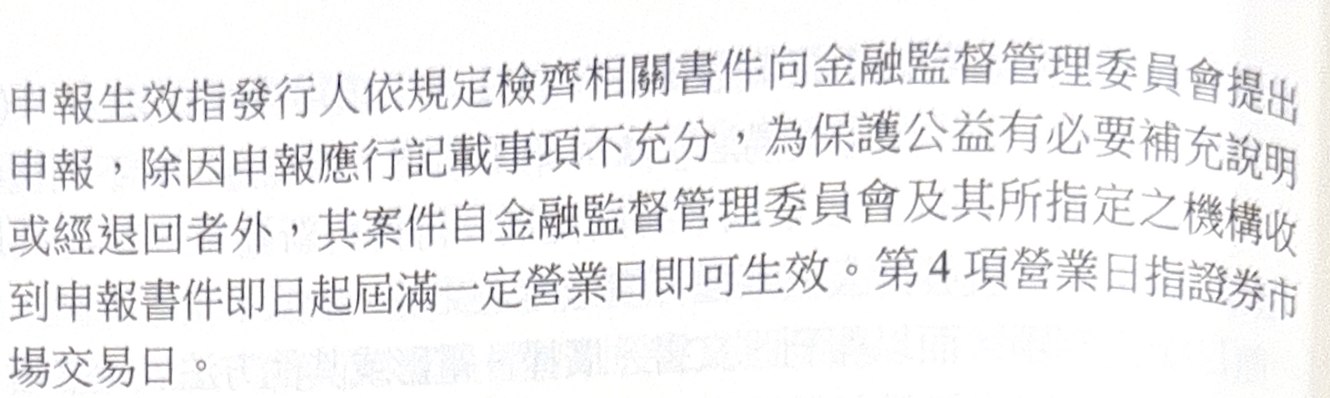 申報生效指發行人依規定檢齊相關書件向金融監督管理委員會提出
申報，除因申報應行記載事項不充分，為保護公益有必要補充說明
或經退回者外，其案件自金融監督管理委員會及其所指定之機構收
到申報書件即日起屆滿一定營業日即可生效。第4項營業日指證券市
場交易日。